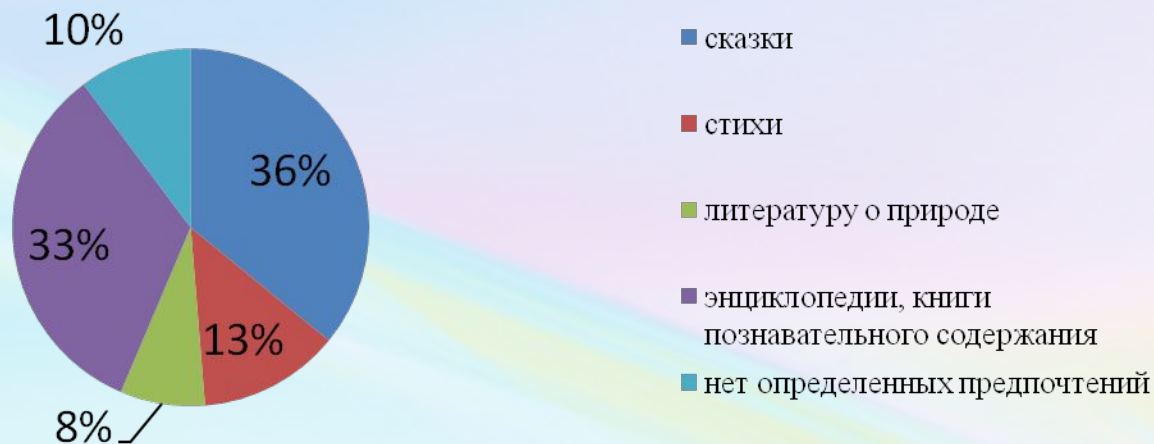 10%
36%
33%
13%
8%
сказки
стихи
литературу о природе
энциклопедии, книги
познавательного содержания
нет определенных предпочтений